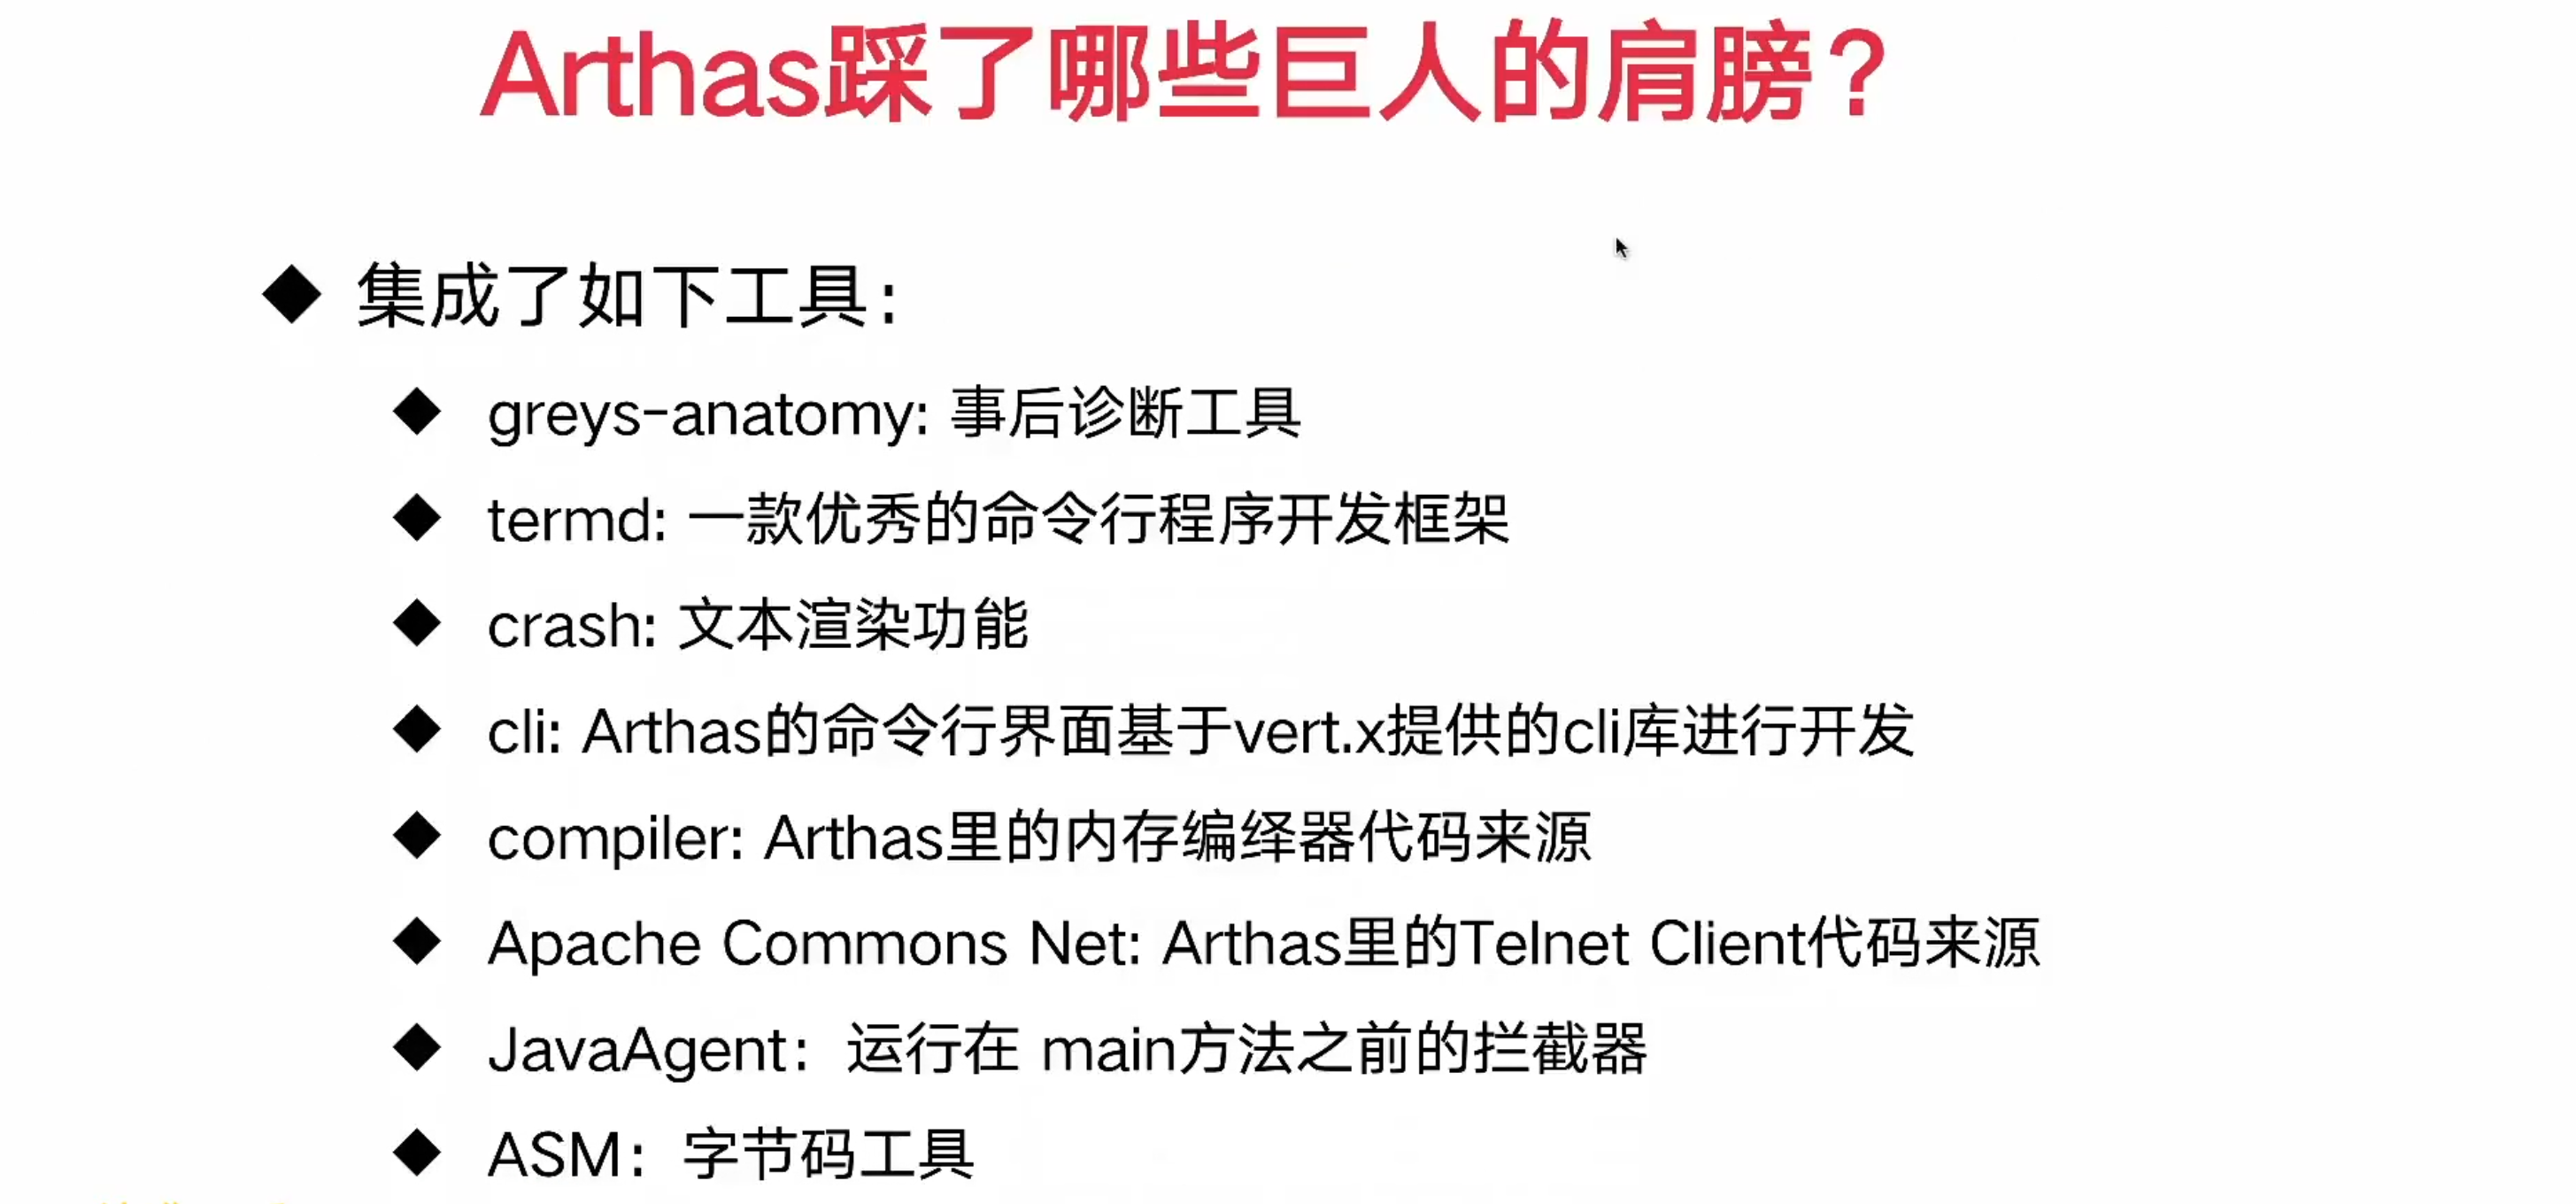 Arthas踩了哪些巨人的肩膀？
集成了如下工具：
greys-anatomy: 事后诊断工具
termd: 一款优秀的命令行程序开发框架
crash: 文本渲染功能
cli: Arthas的命令行界面基于vert.x提供的cli库进行开发
compiler: Arthas里的内存编绎器代码来源
Apache Commons Net: Arthas里的Telnet Client代码来源
JavaAgent：运行在 main方法之前的拦截器
ASM：字节码工具